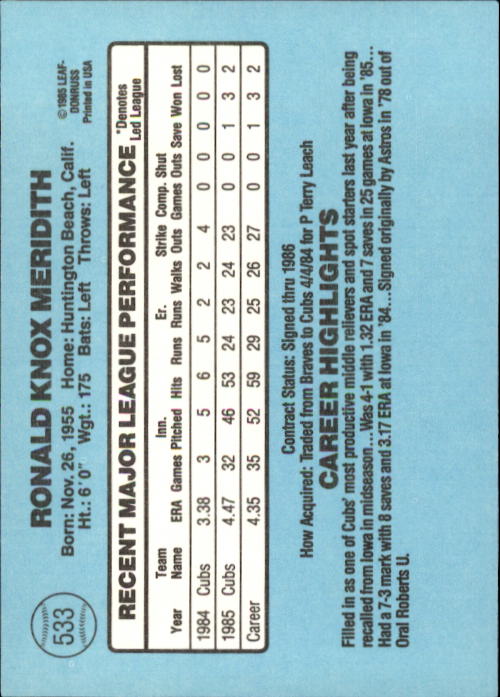 533
RONALD KNOX MERIDITH
©1985 LEAF-
DONRUSS
Printed in USA
Born: Nov. 26, 1955 Home: Huntington Beach, Calif.
Ht.: 6' 0" Wgt.: 175 Bats: Left Throws: Left
RECENT MAJOR LEAGUE PERFORMANCE *Denotes Led League
Year Team Name ERA Games Inn. Pitched Hits Runs Er. Runs Walks Strike Outs Comp. Games Shut Outs Save Won Lost
1984 Cubs 3.38 3 5 6 5 2 2 4 0 0 0 0 0
1985 Cubs 4.47 32 46 53 24 23 24 23 0 0 1 3 2
Career 4.35 35 52 59 29 25 26 27 0 0 1 3 2
Contract Status: Signed thru 1986
How Acquired: Traded from Braves to Cubs 4/4/84 for P Terry Leach
CAREER HIGHLIGHTS
Filled in as one of Cubs' most productive middle relievers and spot starters last year after being
recalled from Iowa in midseason...Was 4-1 with 1.32 ERA and 7 saves in 25 games at Iowa in '85...
Had a 7-3 mark with 8 saves and 3.17 ERA at Iowa in '84...Signed originally by Astros in '78 out of
Oral Roberts U.